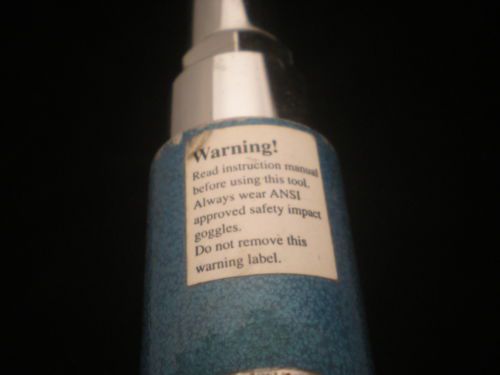 Warning!
Read instruction manual
before using this tool.
Always wear ANSI
approved safety impact
goggles.
Do not remove this
warning label.